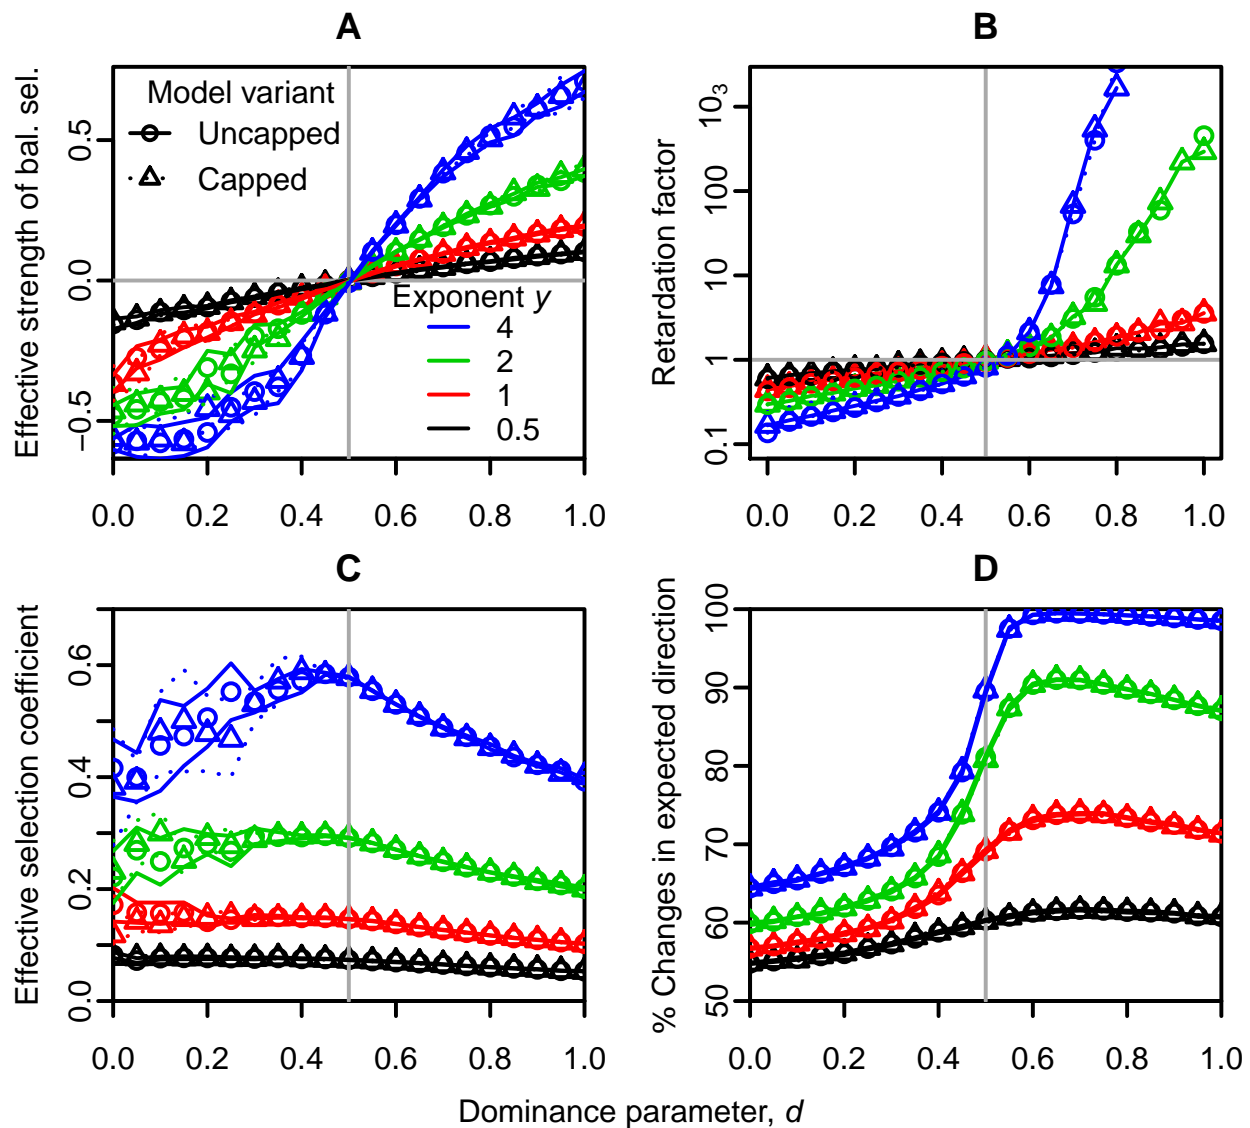 A
Effective strength of bal. sel.
0.5
0.0
−0.5
Model variant
Uncapped
Capped
Exponent y
4
2
1
0.5
0.0 0.2 0.4 0.6 0.8 1.0
B
Retardation factor
103
100
10
1
0.1
0.0 0.2 0.4 0.6 0.8 1.0
C
Effective selection coefficient
0.6
0.4
0.2
0.0
0.0 0.2 0.4 0.6 0.8 1.0
D
% Changes in expected direction
100
90
80
70
60
50
0.0 0.2 0.4 0.6 0.8 1.0
Dominance parameter, d